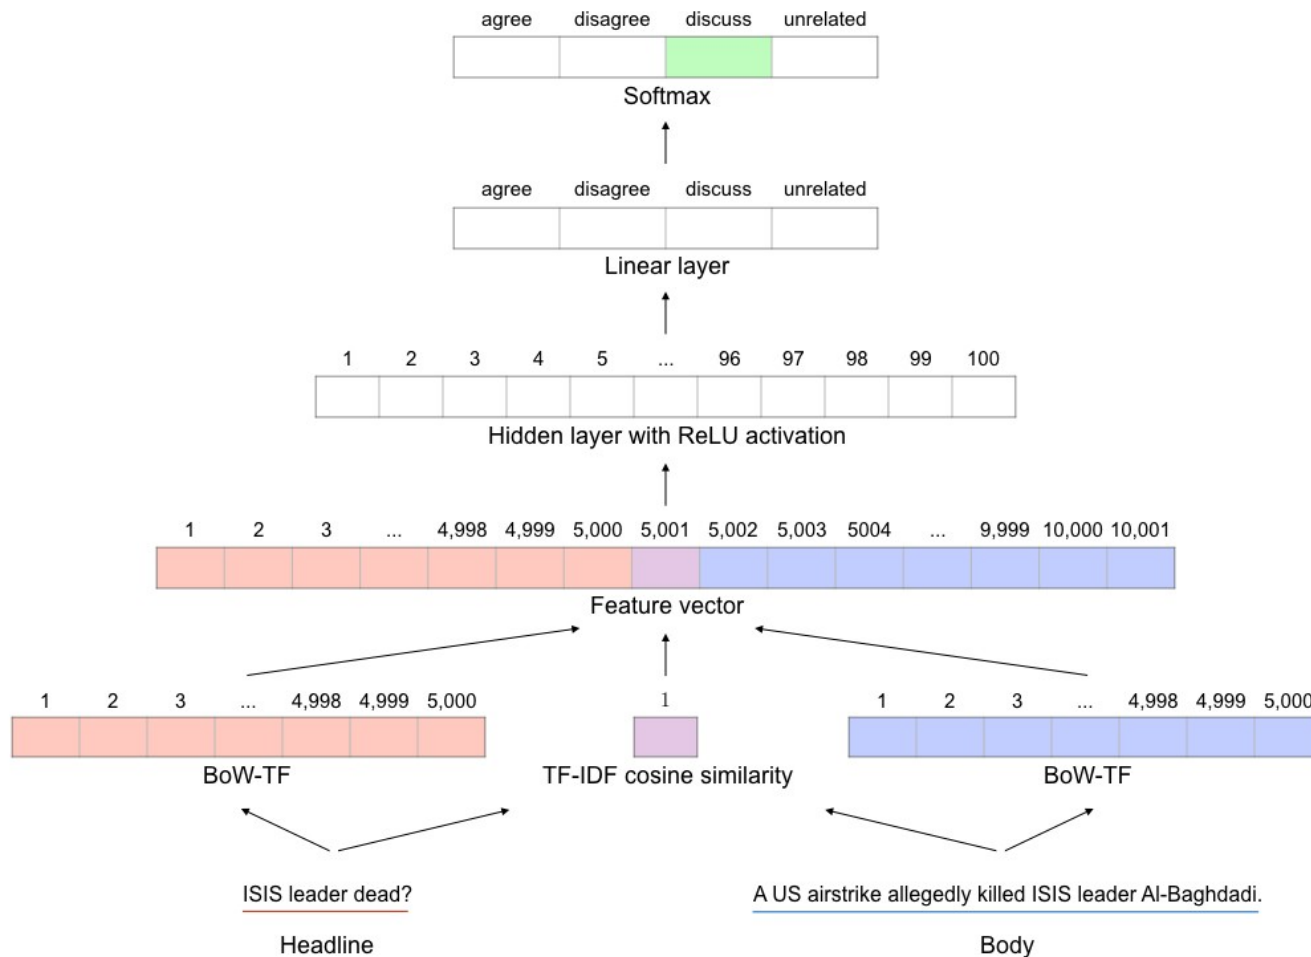 agree disagree discuss unrelated
Softmax
agree disagree discuss unrelated
Linear layer
1 2 3 4 5 ... 96 97 98 99 100
Hidden layer with ReLU activation
1 2 3 ... 4,998 4,999 5,000 5,001 5,002 5,003 5004 ... 9,999 10,000 10,001
Feature vector
1 2 3 ... 4,998 4,999 5,000 1 1 2 3 ... 4,998 4,999 5,000
BoW-TF TF-IDF cosine similarity BoW-TF
ISIS leader dead? A US airstrike allegedly killed ISIS leader Al-Baghdadi.
Headline Body